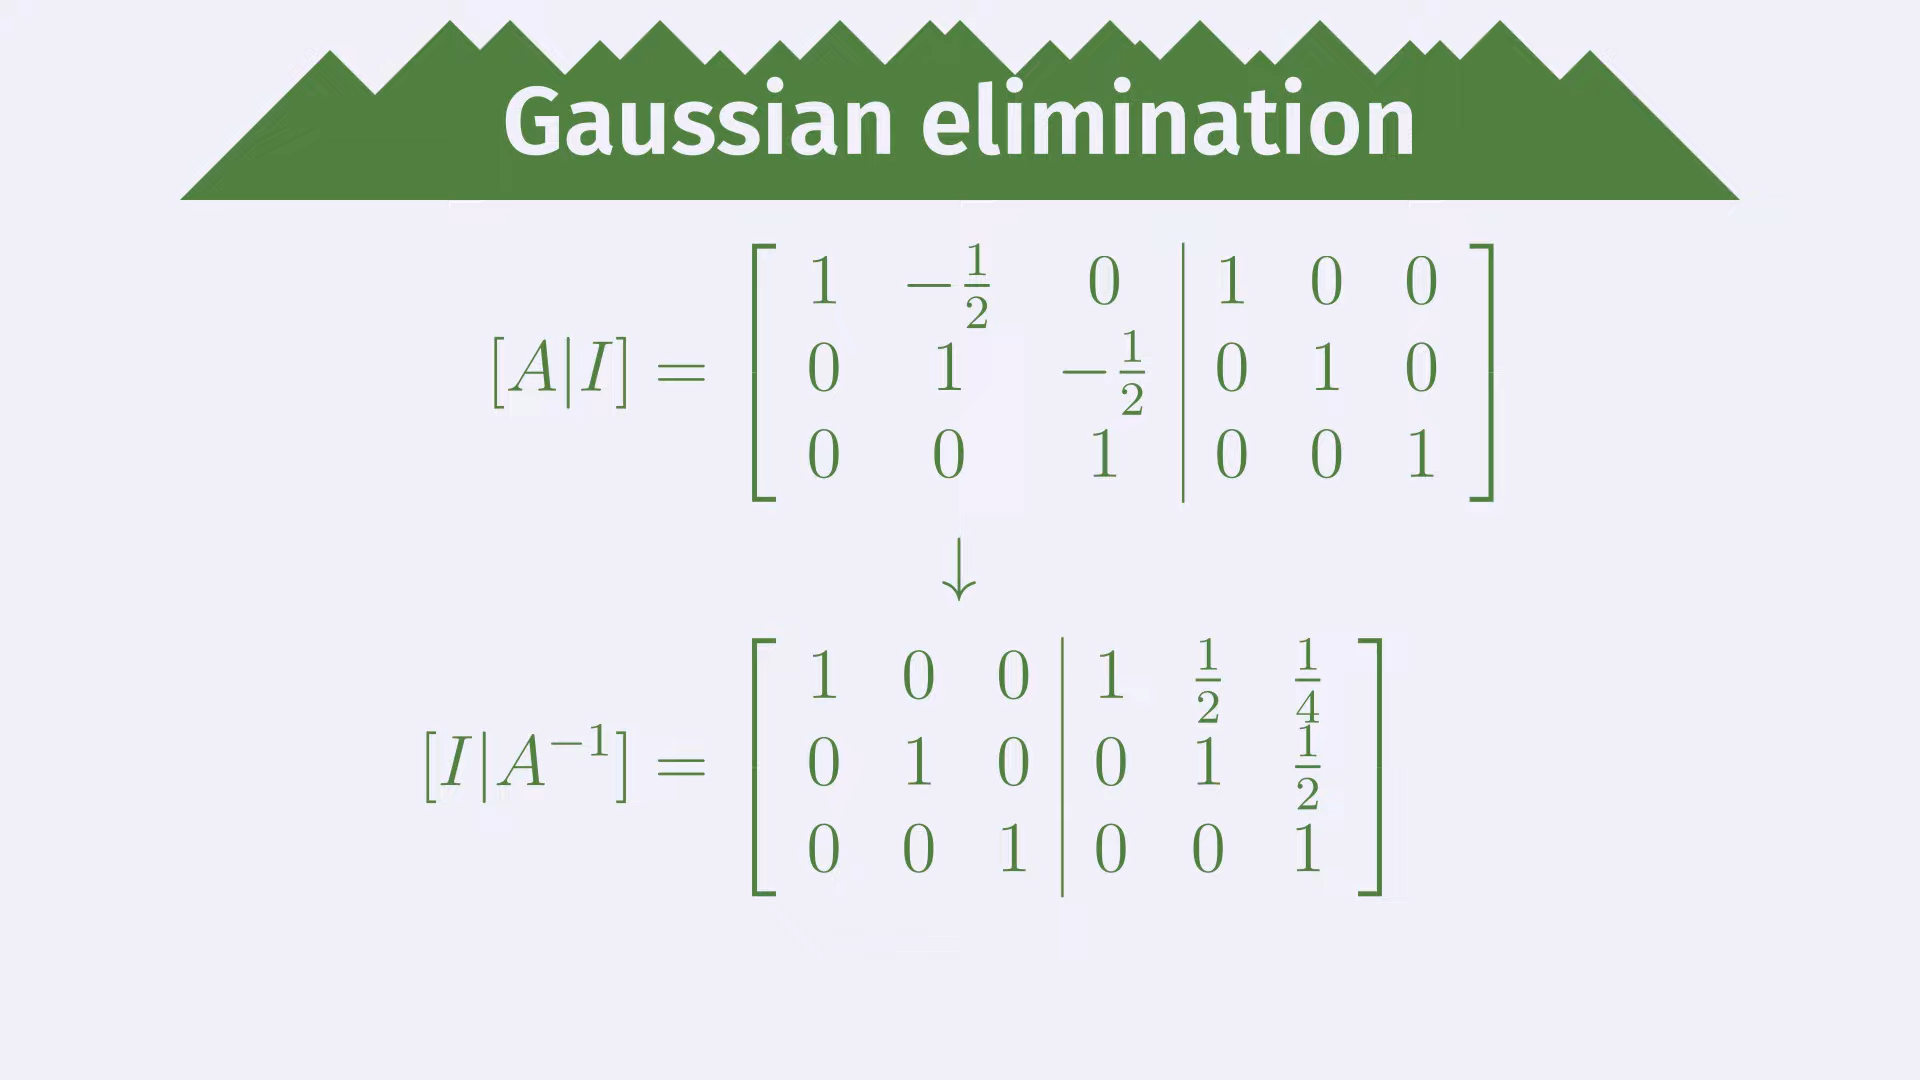 Gaussian elimination
[A|I] = [ 1 −1/2 0 | 1 0 0 ]
[ 0 1 −1/2 | 0 1 0 ]
[ 0 0 1 | 0 0 1 ]
↓
[I|A⁻¹] = [ 1 0 0 | 1 1/2 1/4 ]
[ 0 1 0 | 0 1 1/2 ]
[ 0 0 1 | 0 0 1 ]